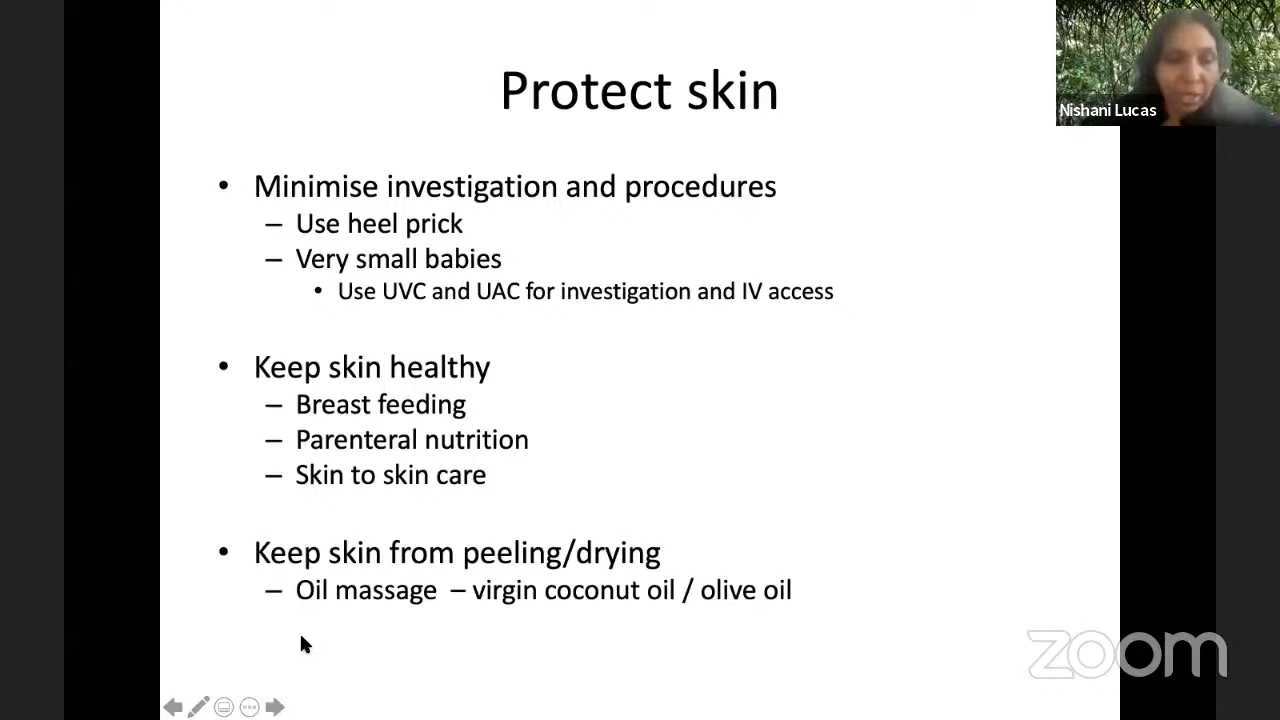 Protect skin
Nishani Lucas
• Minimise investigation and procedures
– Use heel prick
– Very small babies
• Use UVC and UAC for investigation and IV access
• Keep skin healthy
– Breast feeding
– Parenteral nutrition
– Skin to skin care
• Keep skin from peeling/drying
– Oil massage – virgin coconut oil / olive oil
zoom